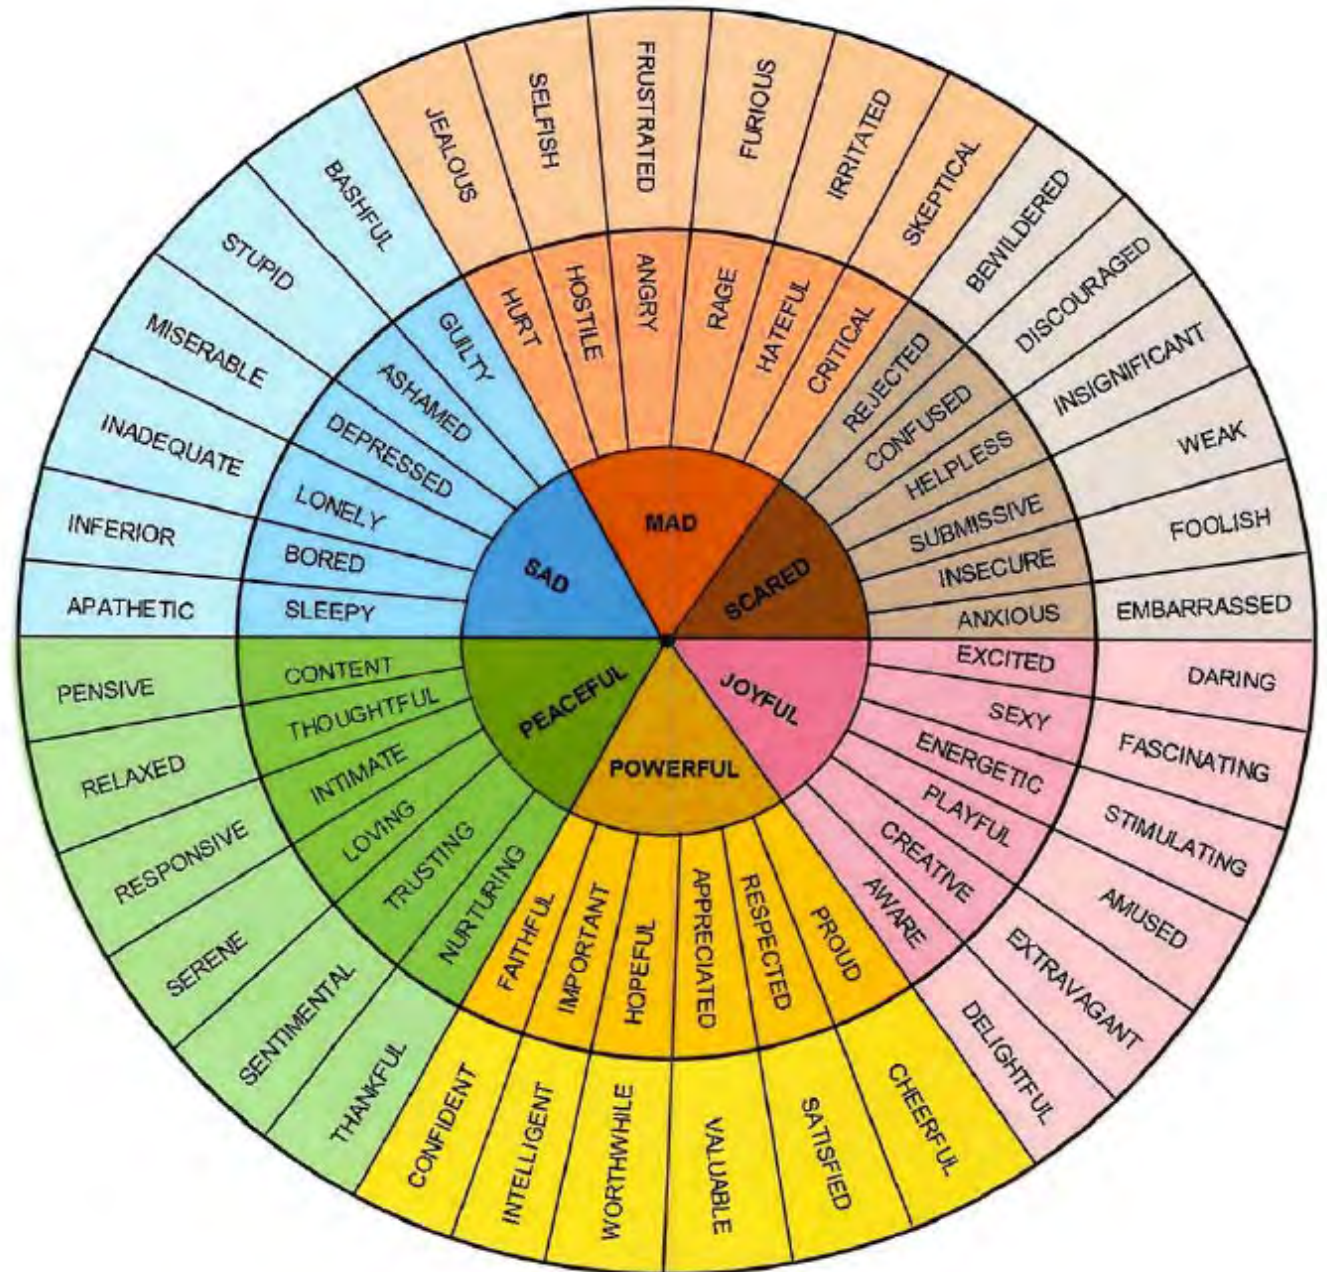 MAD
SCARED
JOYFUL
POWERFUL
PEACEFUL
SAD
HURT
HOSTILE
ANGRY
RAGE
HATEFUL
CRITICAL
REJECTED
CONFUSED
HELPLESS
SUBMISSIVE
INSECURE
ANXIOUS
EXCITED
SEXY
ENERGETIC
PLAYFUL
CREATIVE
AWARE
PROUD
RESPECTED
APPRECIATED
HOPEFUL
IMPORTANT
FAITHFUL
NURTURING
TRUSTING
LOVING
INTIMATE
THOUGHTFUL
CONTENT
SLEEPY
BORED
LONELY
DEPRESSED
ASHAMED
GUILTY
JEALOUS
SELFISH
FRUSTRATED
FURIOUS
IRRITATED
SKEPTICAL
BEWILDERED
DISCOURAGED
INSIGNIFICANT
WEAK
FOOLISH
EMBARRASSED
DARING
FASCINATING
STIMULATING
AMUSED
EXTRAVAGANT
DELIGHTFUL
CHEERFUL
SATISFIED
VALUABLE
WORTHWHILE
INTELLIGENT
CONFIDENT
THANKFUL
SENTIMENTAL
SERENE
RESPONSIVE
RELAXED
PENSIVE
APATHETIC
INFERIOR
INADEQUATE
MISERABLE
STUPID
BASHFUL